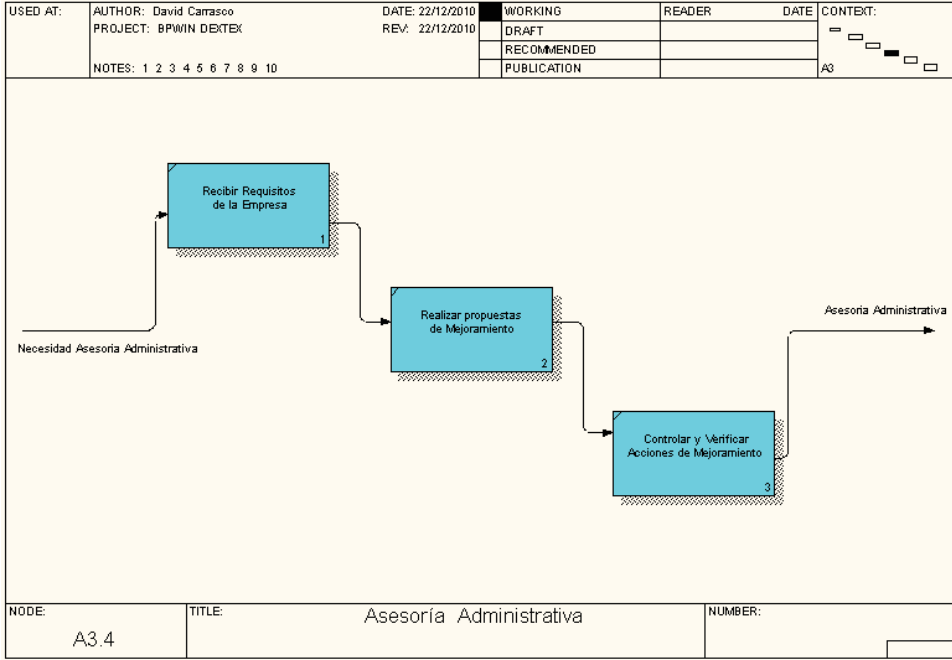 USED AT:
AUTHOR: David Carrasco
DATE: 22/12/2010
PROJECT: BPWIN DEXTEX
REV: 22/12/2010
NOTES: 1 2 3 4 5 6 7 8 9 10
WORKING
DRAFT
RECOMMENDED
PUBLICATION
READER
DATE
CONTEXT:
A3
Recibir Requisitos
de la Empresa
1
Necesidad Asesoria Administrativa
Realizar propuestas
de Mejoramiento
2
Asesoria Administrativa
Controlar y Verificar
Acciones de Mejoramiento
3
NODE:
A3.4
TITLE:
Asesoría Administrativa
NUMBER: